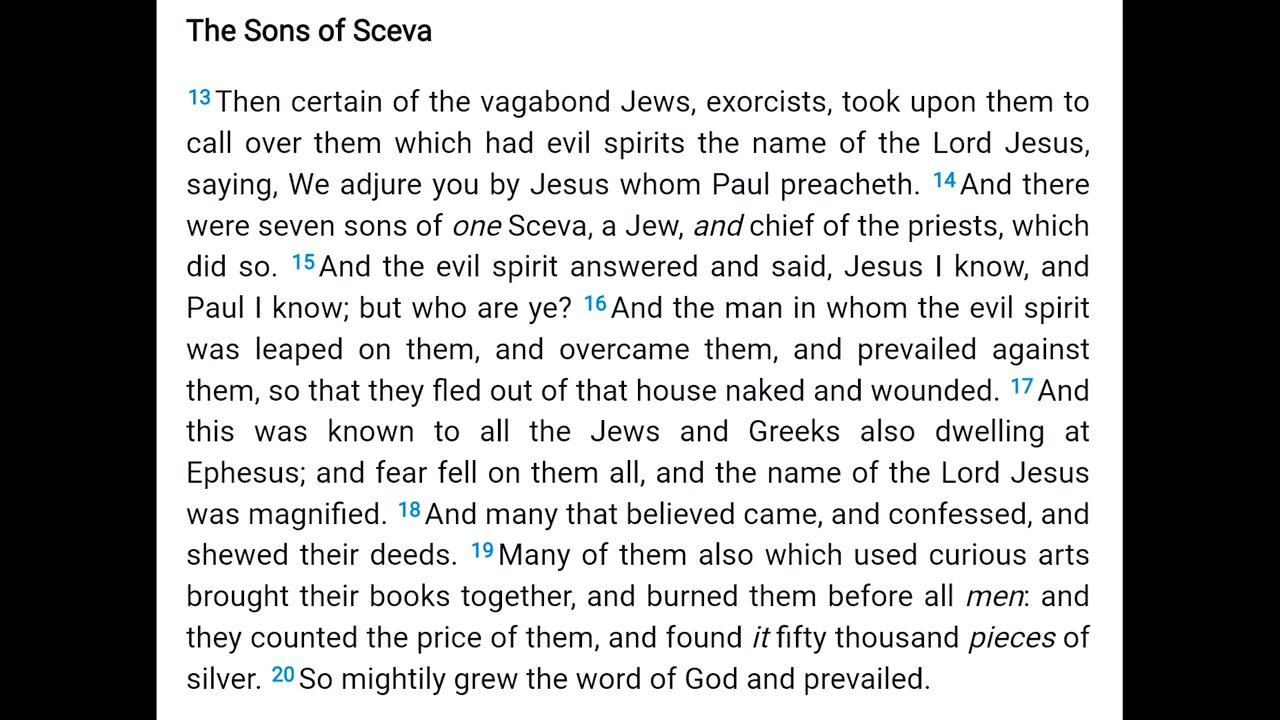 The Sons of Sceva
13 Then certain of the vagabond Jews, exorcists, took upon them to
call over them which had evil spirits the name of the Lord Jesus,
saying, We adjure you by Jesus whom Paul preacheth. 14 And there
were seven sons of one Sceva, a Jew, and chief of the priests, which
did so. 15 And the evil spirit answered and said, Jesus I know, and
Paul I know; but who are ye? 16 And the man in whom the evil spirit
was leaped on them, and overcame them, and prevailed against
them, so that they fled out of that house naked and wounded. 17 And
this was known to all the Jews and Greeks also dwelling at
Ephesus; and fear fell on them all, and the name of the Lord Jesus
was magnified. 18 And many that believed came, and confessed, and
shewed their deeds. 19 Many of them also which used curious arts
brought their books together, and burned them before all men: and
they counted the price of them, and found it fifty thousand pieces of
silver. 20 So mightily grew the word of God and prevailed.